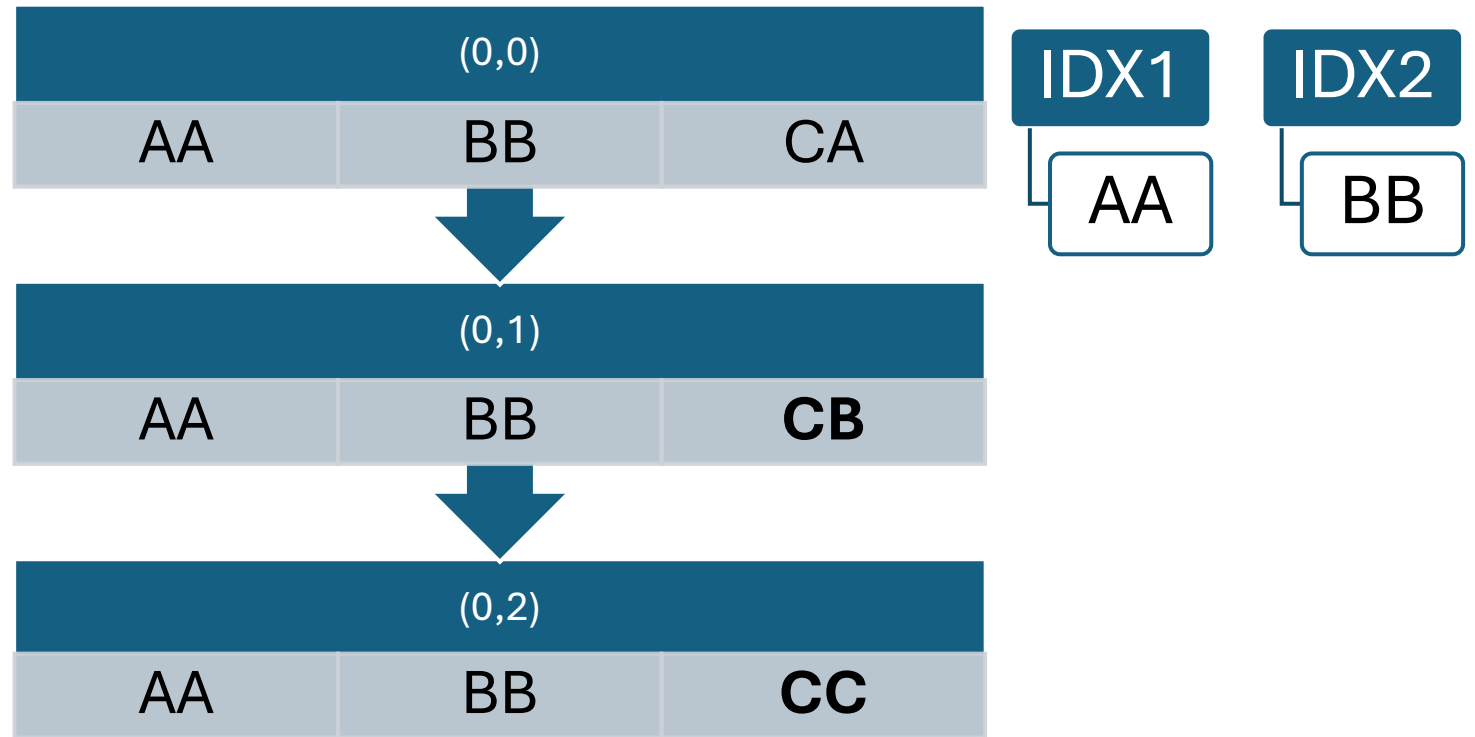 (0,0)
AA BB CA
IDX1 IDX2
AA BB
(0,1)
AA BB CB
(0,2)
AA BB CC